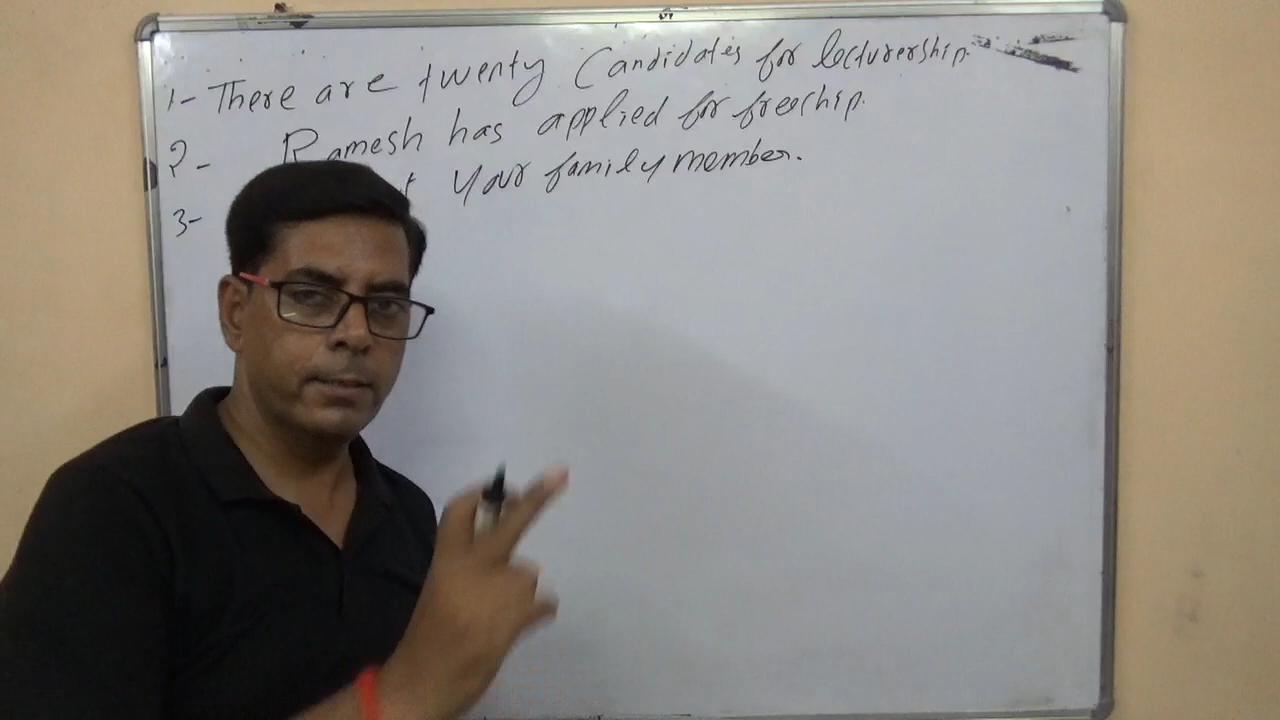 1- There are twenty Candidates for lecturership.
2- Ramesh has applied for freeship.
3- your family member.